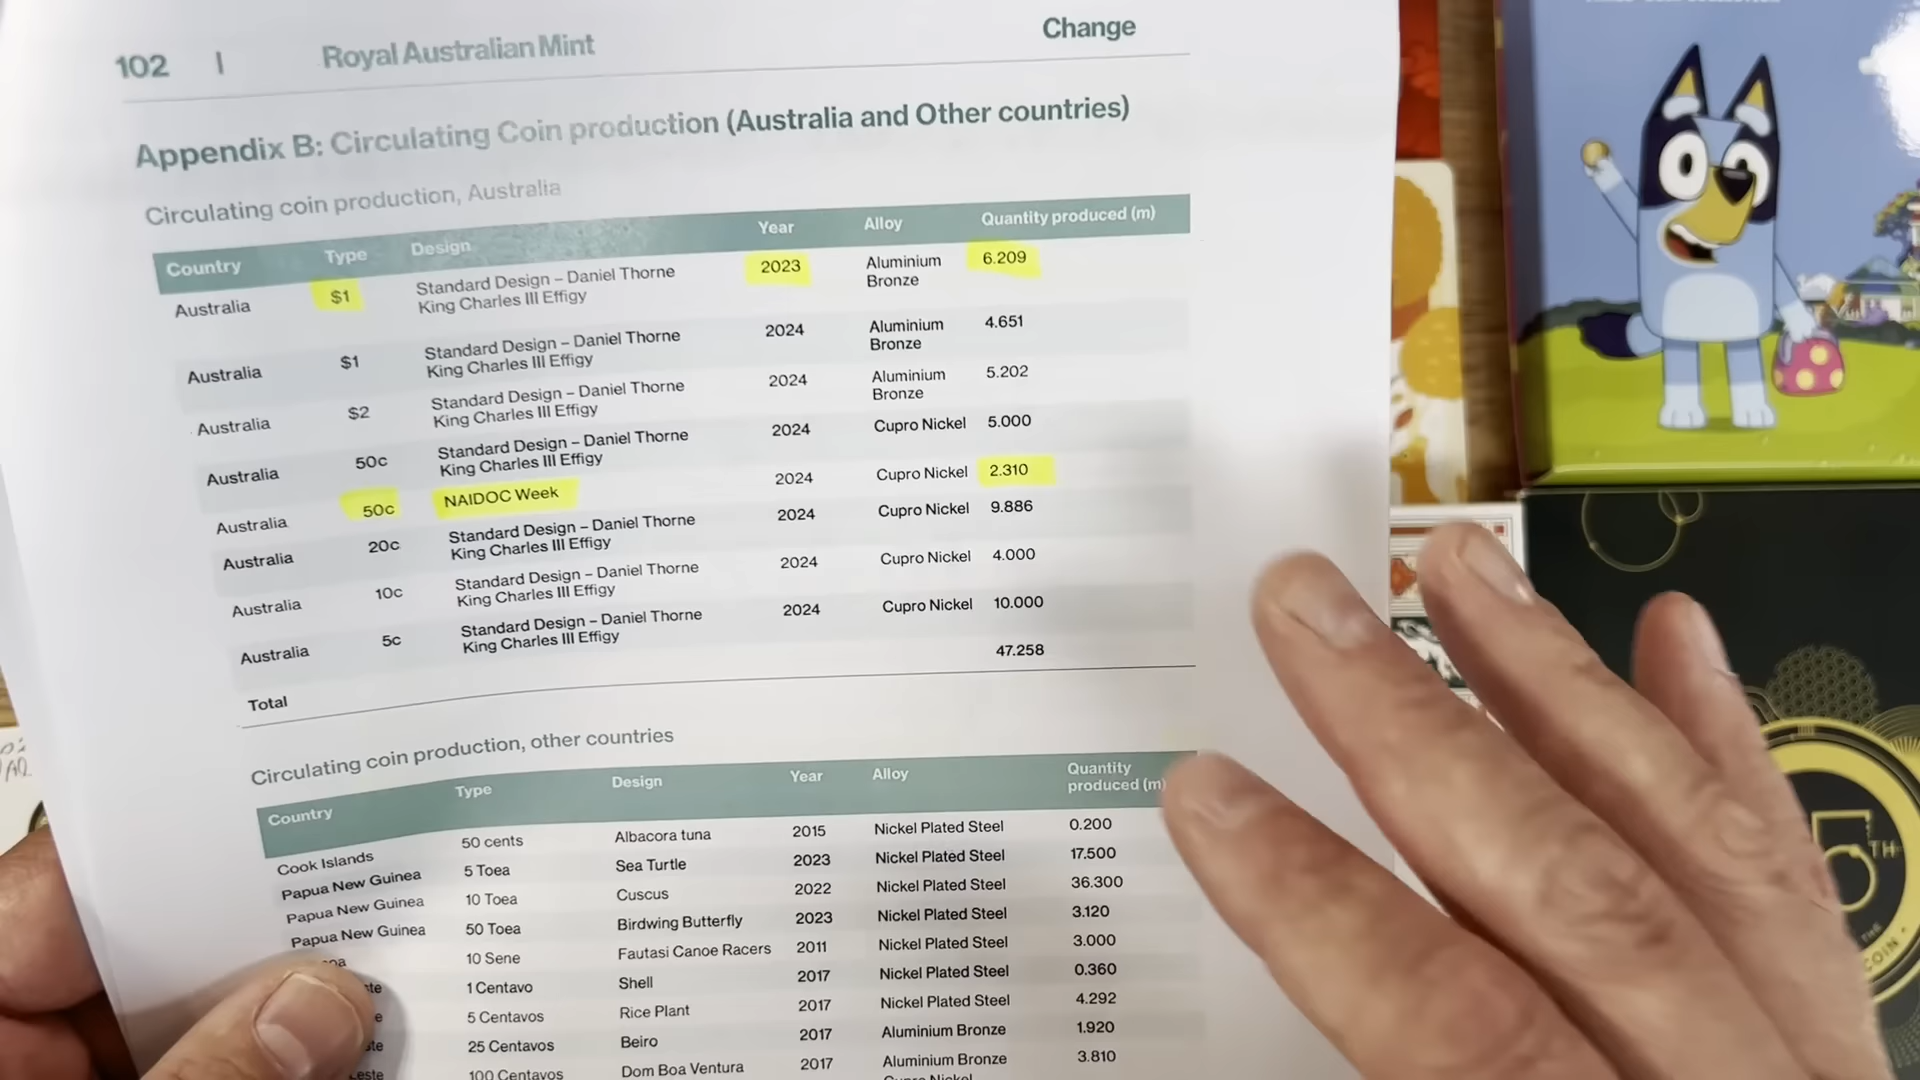 102 | Royal Australian Mint Change
Appendix B: Circulating Coin production (Australia and Other countries)
Circulating coin production, Australia
Country Type Design Year Alloy Quantity produced (m)
Australia $1 Standard Design – Daniel Thorne 2023 Aluminium 6.209
King Charles III Effigy Bronze
Australia $1 Standard Design – Daniel Thorne 2024 Aluminium 4.651
King Charles III Effigy Bronze
Australia $2 Standard Design – Daniel Thorne 2024 Aluminium 5.202
King Charles III Effigy Bronze
Australia 50c Standard Design – Daniel Thorne 2024 Cupro Nickel 5.000
King Charles III Effigy
Australia 50c NAIDOC Week 2024 Cupro Nickel 2.310
Australia 20c Standard Design – Daniel Thorne 2024 Cupro Nickel 9.886
King Charles III Effigy
Australia 10c Standard Design – Daniel Thorne 2024 Cupro Nickel 4.000
King Charles III Effigy
Australia 5c Standard Design – Daniel Thorne 2024 Cupro Nickel 10.000
King Charles III Effigy
Total 47.258
Circulating coin production, other countries
Country Type Design Year Alloy Quantity
produced (m)
Cook Islands 50 cents Albacora tuna 2015 Nickel Plated Steel 0.200
Papua New Guinea 5 Toea Sea Turtle 2023 Nickel Plated Steel 17.500
Papua New Guinea 10 Toea Cuscus 2022 Nickel Plated Steel 36.300
Papua New Guinea 50 Toea Birdwing Butterfly 2023 Nickel Plated Steel 3.120
10 Sene Fautasi Canoe Racers 2011 Nickel Plated Steel 3.000
1 Centavo Shell 2017 Nickel Plated Steel 0.360
5 Centavos Rice Plant 2017 Nickel Plated Steel 4.292
25 Centavos Beiro 2017 Aluminium Bronze 1.920
100 Centavos Dom Boa Ventura 2017 Aluminium Bronze 3.810
TH
THE
COIN